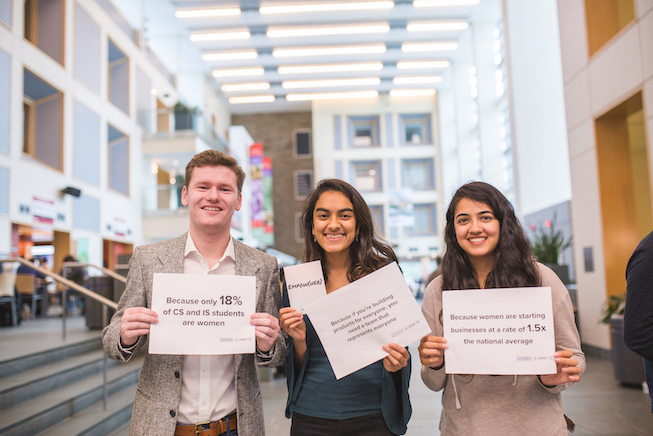 Because only 18%
of CS and IS students
are women
EMPOW(HER)
Because if you're building
products for everyone, you
need a team that
represents everyone
Because women are starting
businesses at a rate of 1.5x
the national average